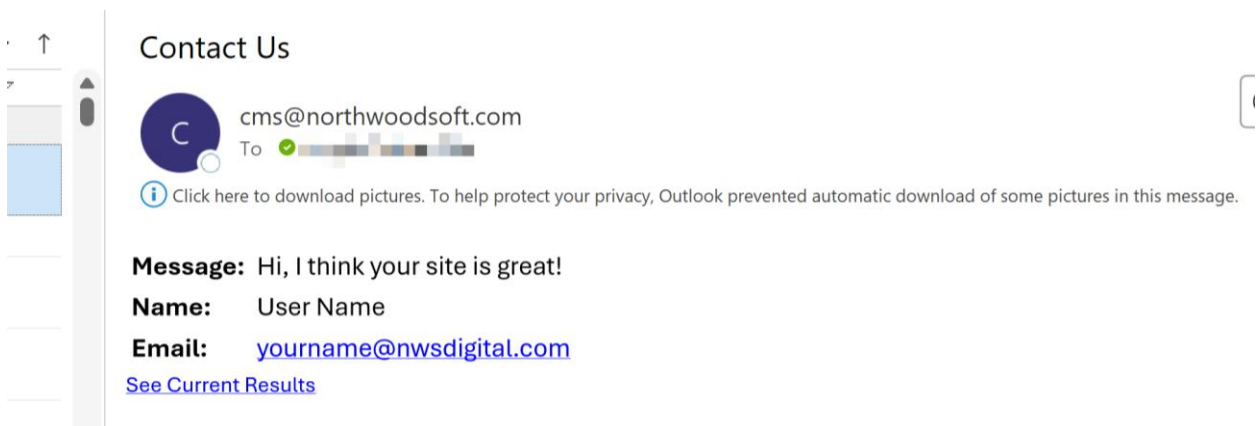 Contact Us
C
cms@northwoodsoft.com
To
Click here to download pictures. To help protect your privacy, Outlook prevented automatic download of some pictures in this message.
Message: Hi, I think your site is great!
Name: User Name
Email: yourname@nwsdigital.com
See Current Results